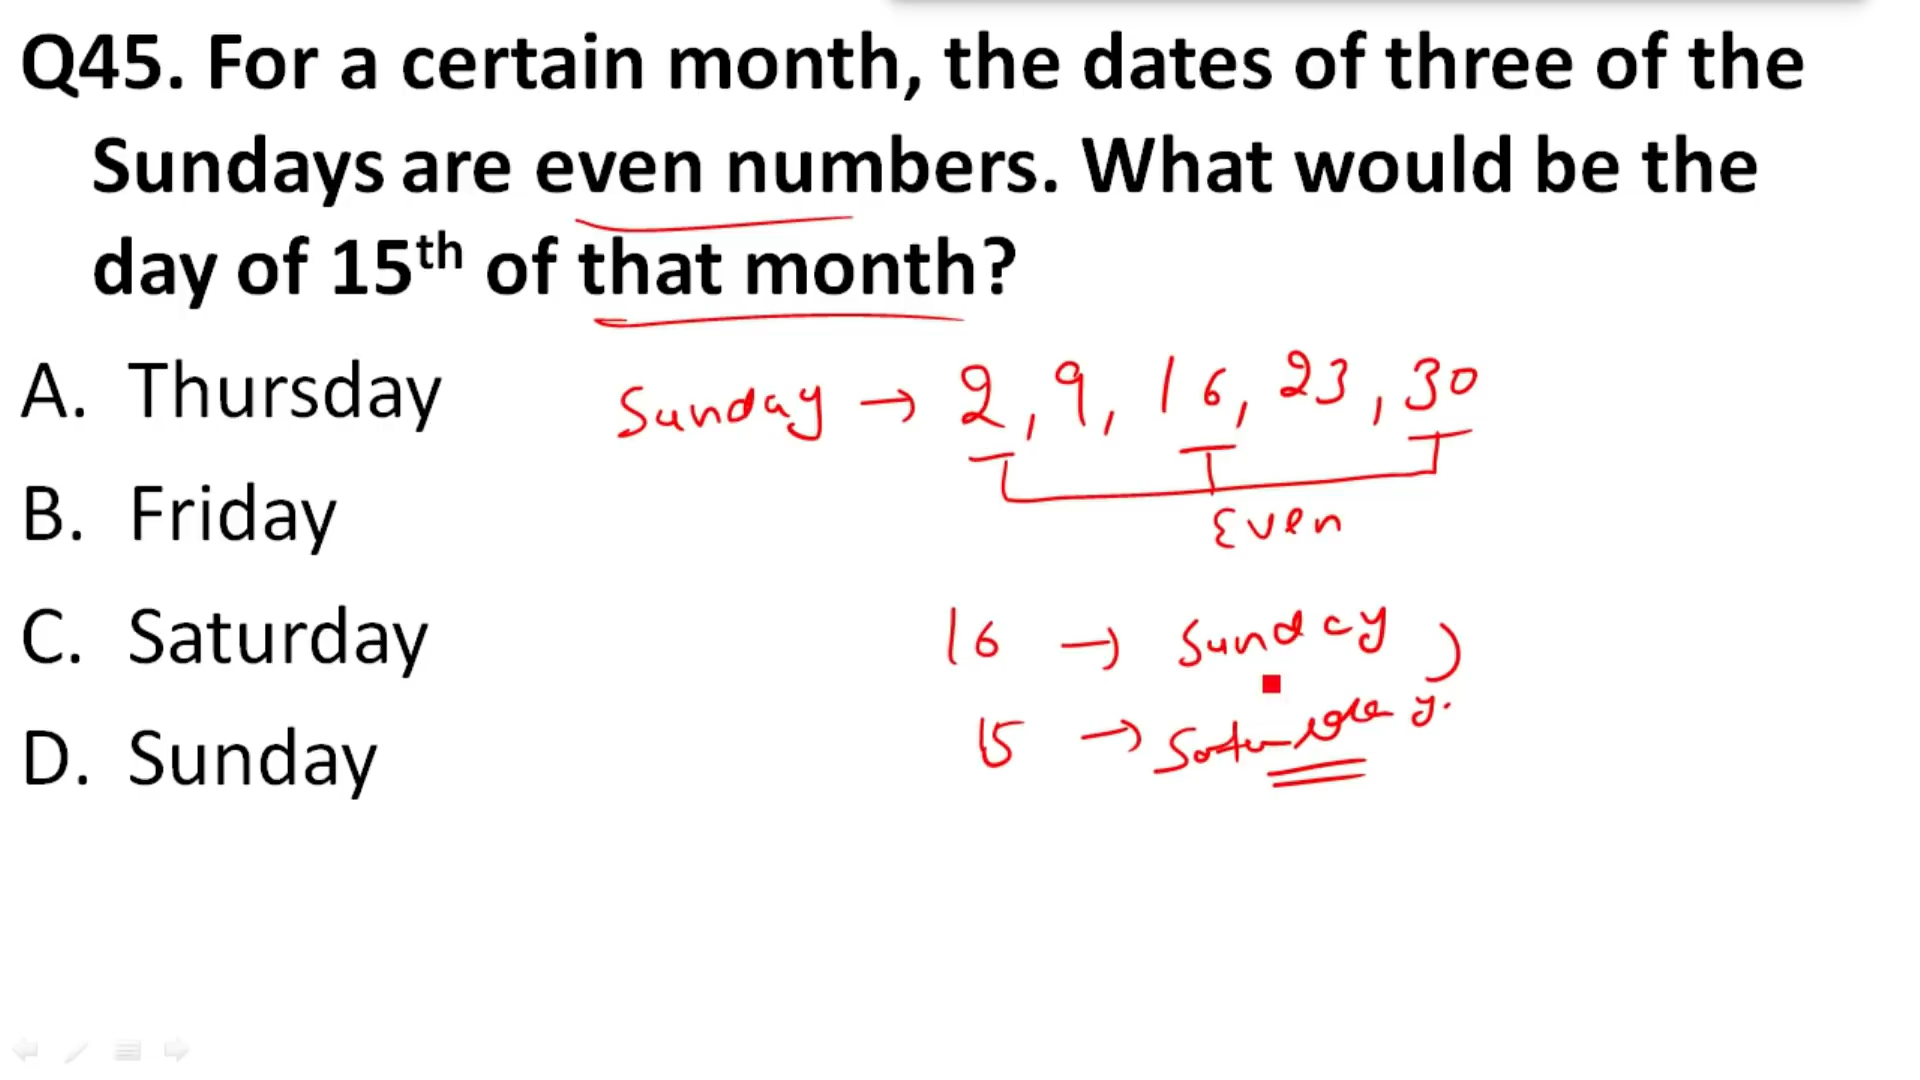 Q45. For a certain month, the dates of three of the
Sundays are even numbers. What would be the
day of 15th of that month?
A. Thursday
Sunday → 2, 9, 16, 23, 30
B. Friday
Even
C. Saturday
16 → Sunday )
15 → Saturday.
D. Sunday